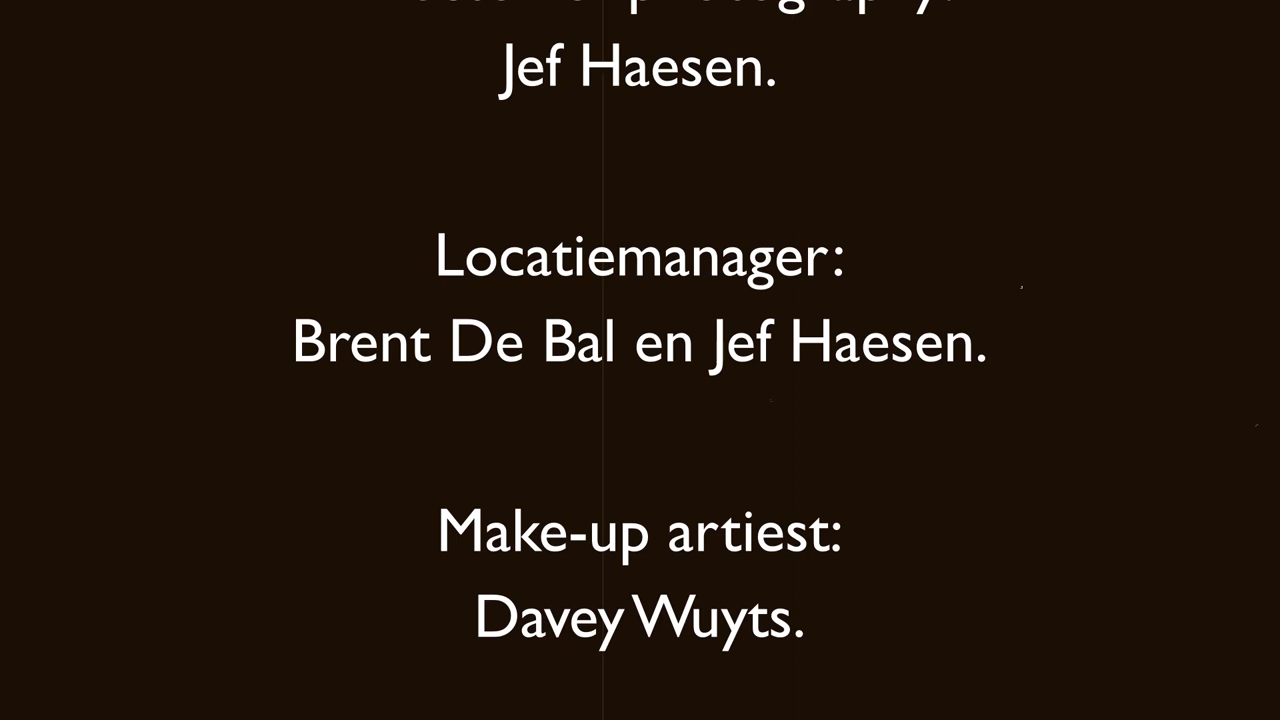 Jef Haesen.
Locatiemanager:
Brent De Bal en Jef Haesen.
Make-up artiest:
Davey Wuyts.